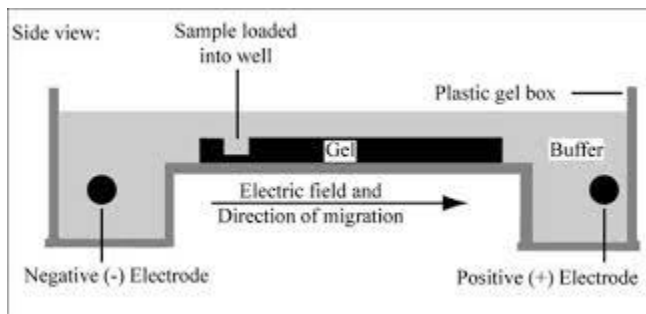 Side view:
Sample loaded
into well
Plastic gel box
Gel
Buffer
Electric field and
Direction of migration
Negative (-) Electrode
Positive (+) Electrode